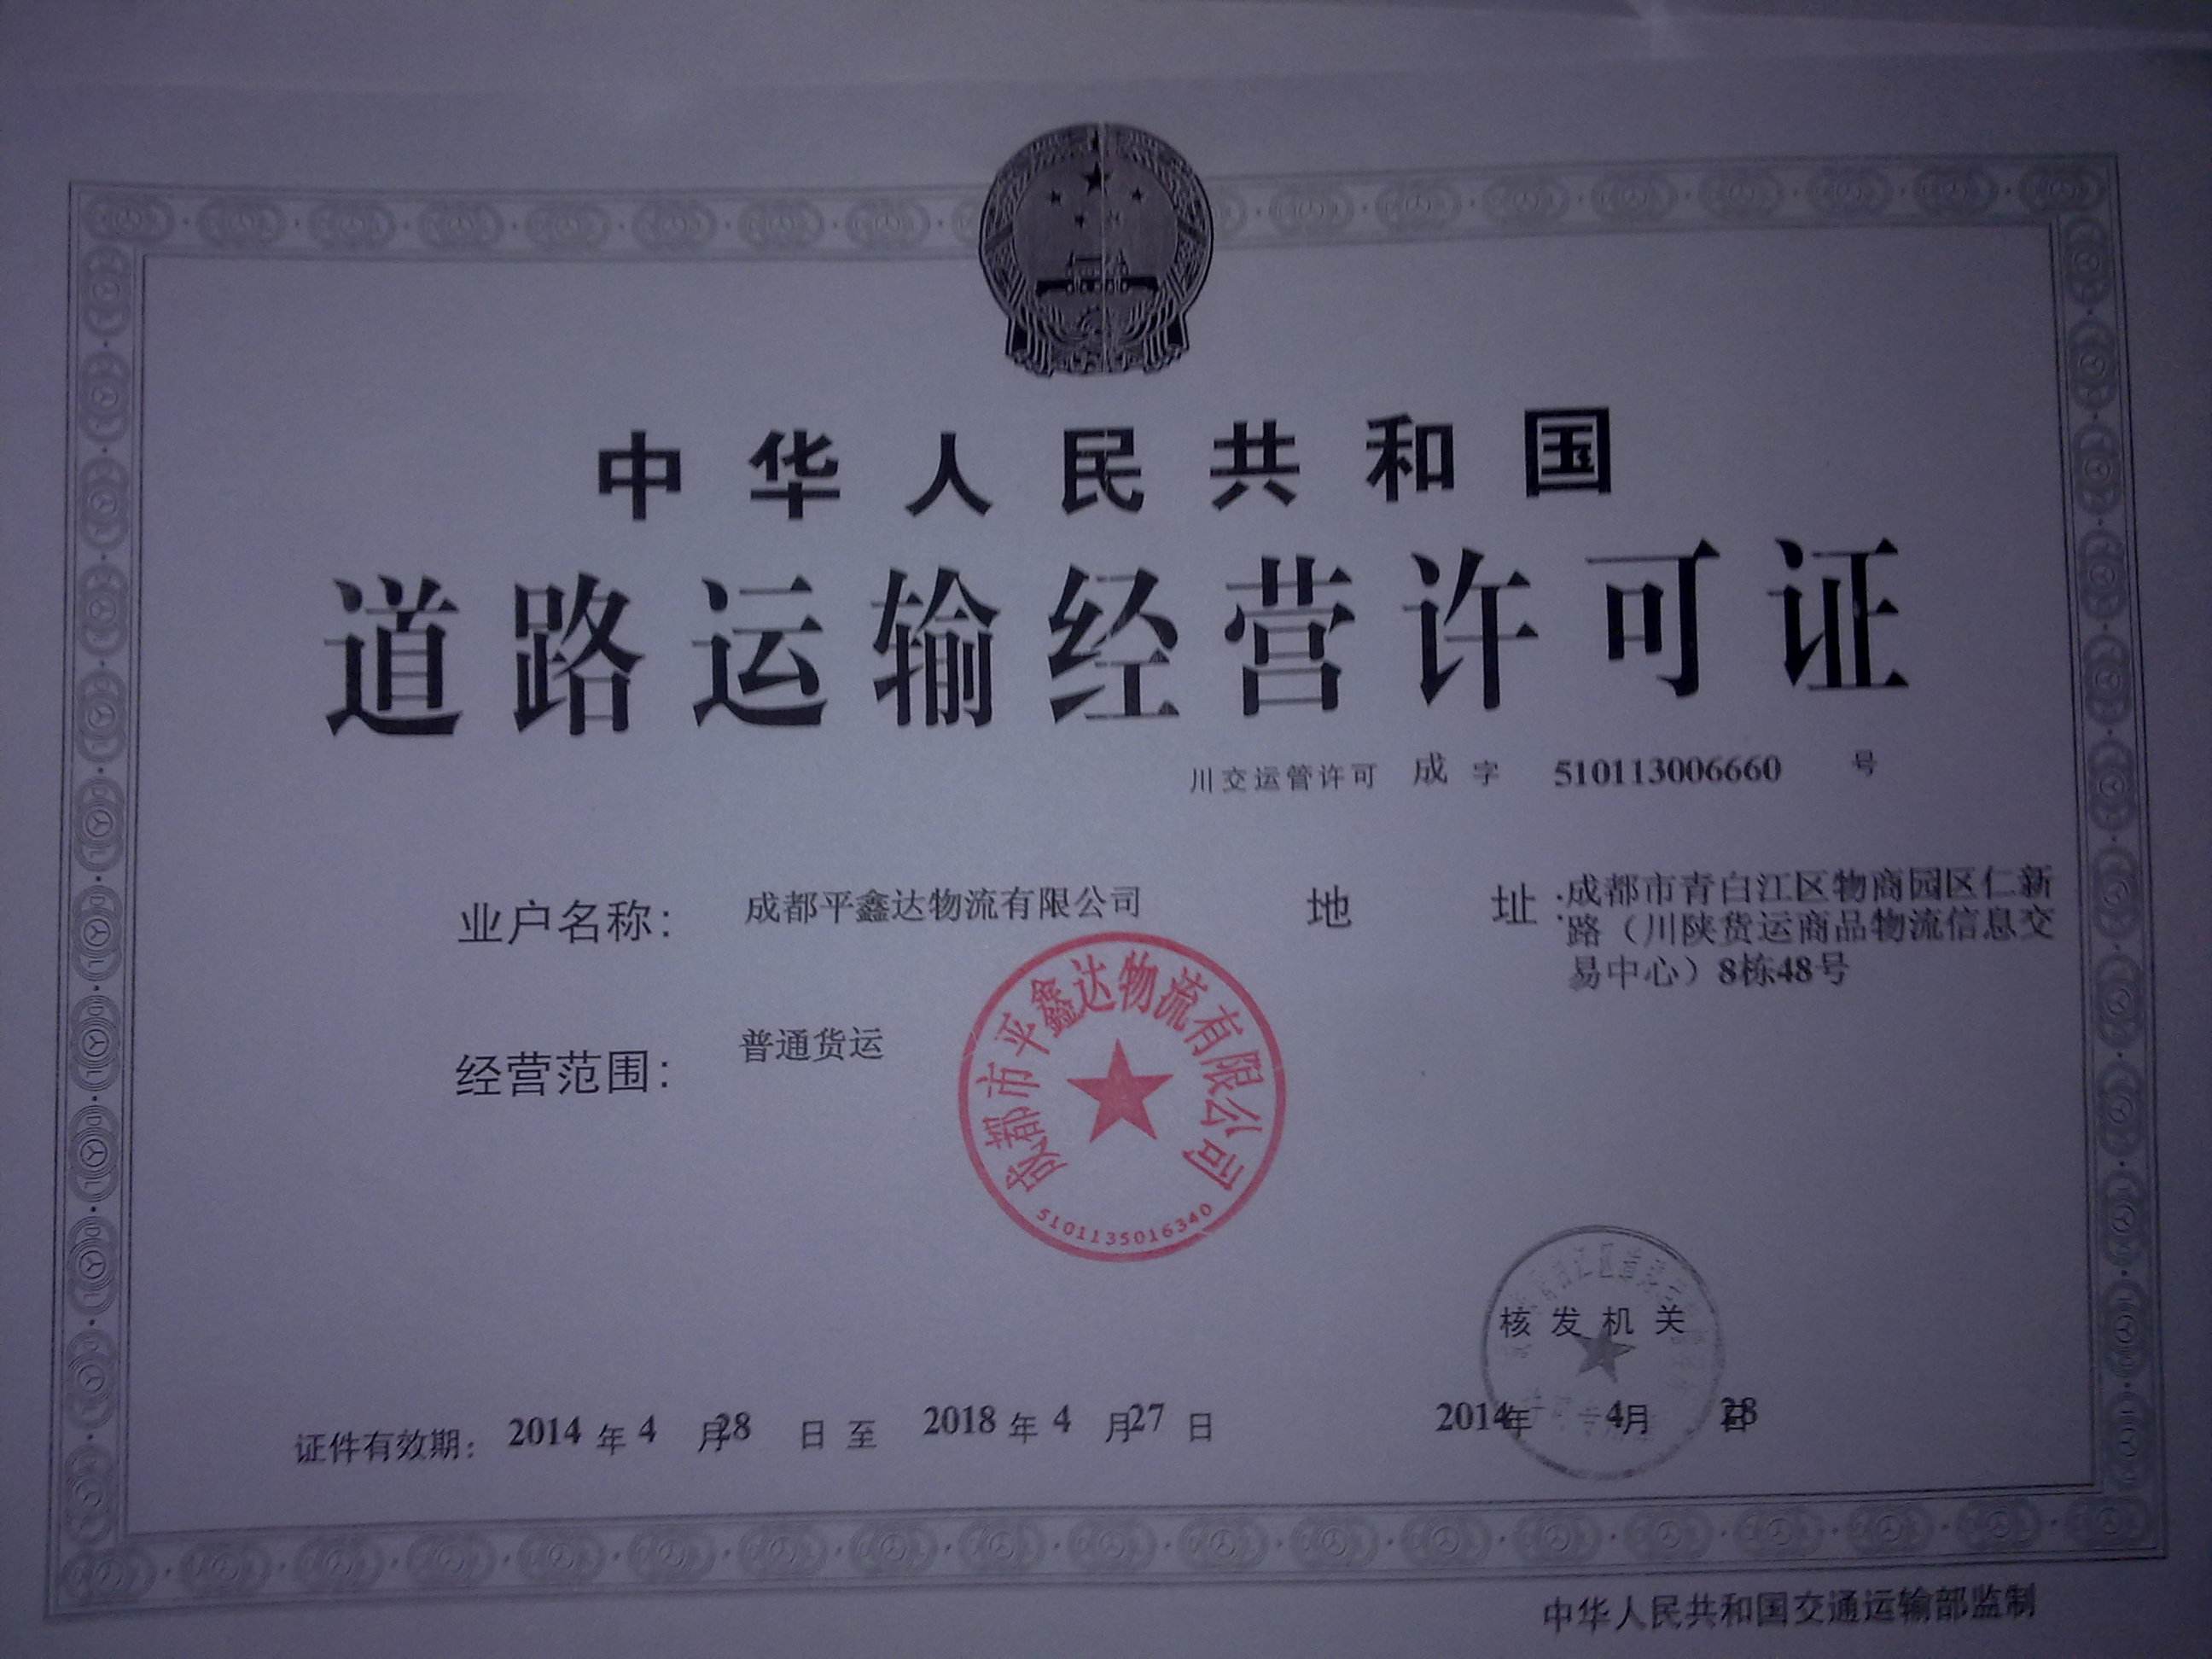 中华人民共和国
道路运输经营许可证
川交运管许可 成 字 510113006660 号
业户名称: 成都平鑫达物流有限公司
地 址:成都市青白江区物商园区仁新
路（川陕货运商品物流信息交
易中心）8栋48号
经营范围: 普通货运
成都市平鑫达物流有限公司
5101135016340
核发机关
证件有效期: 2014 年 4 月 28 日 至 2018 年 4 月 27 日
2014 年 4 月 28 日
中华人民共和国交通运输部监制